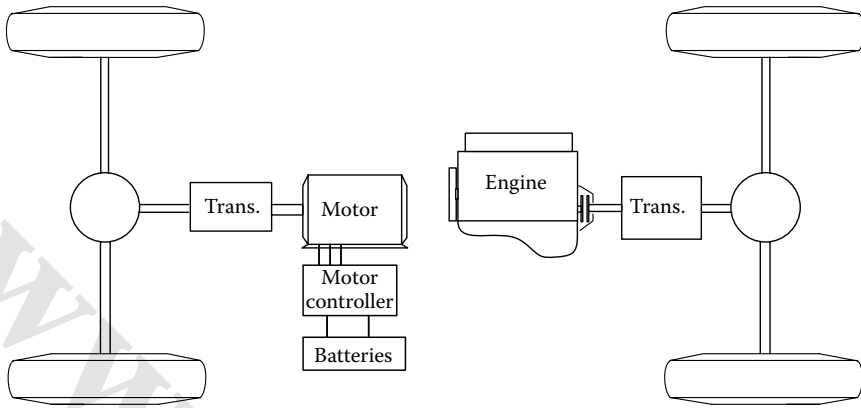 Trans.
Motor
Motor
controller
Batteries
Engine
Trans.